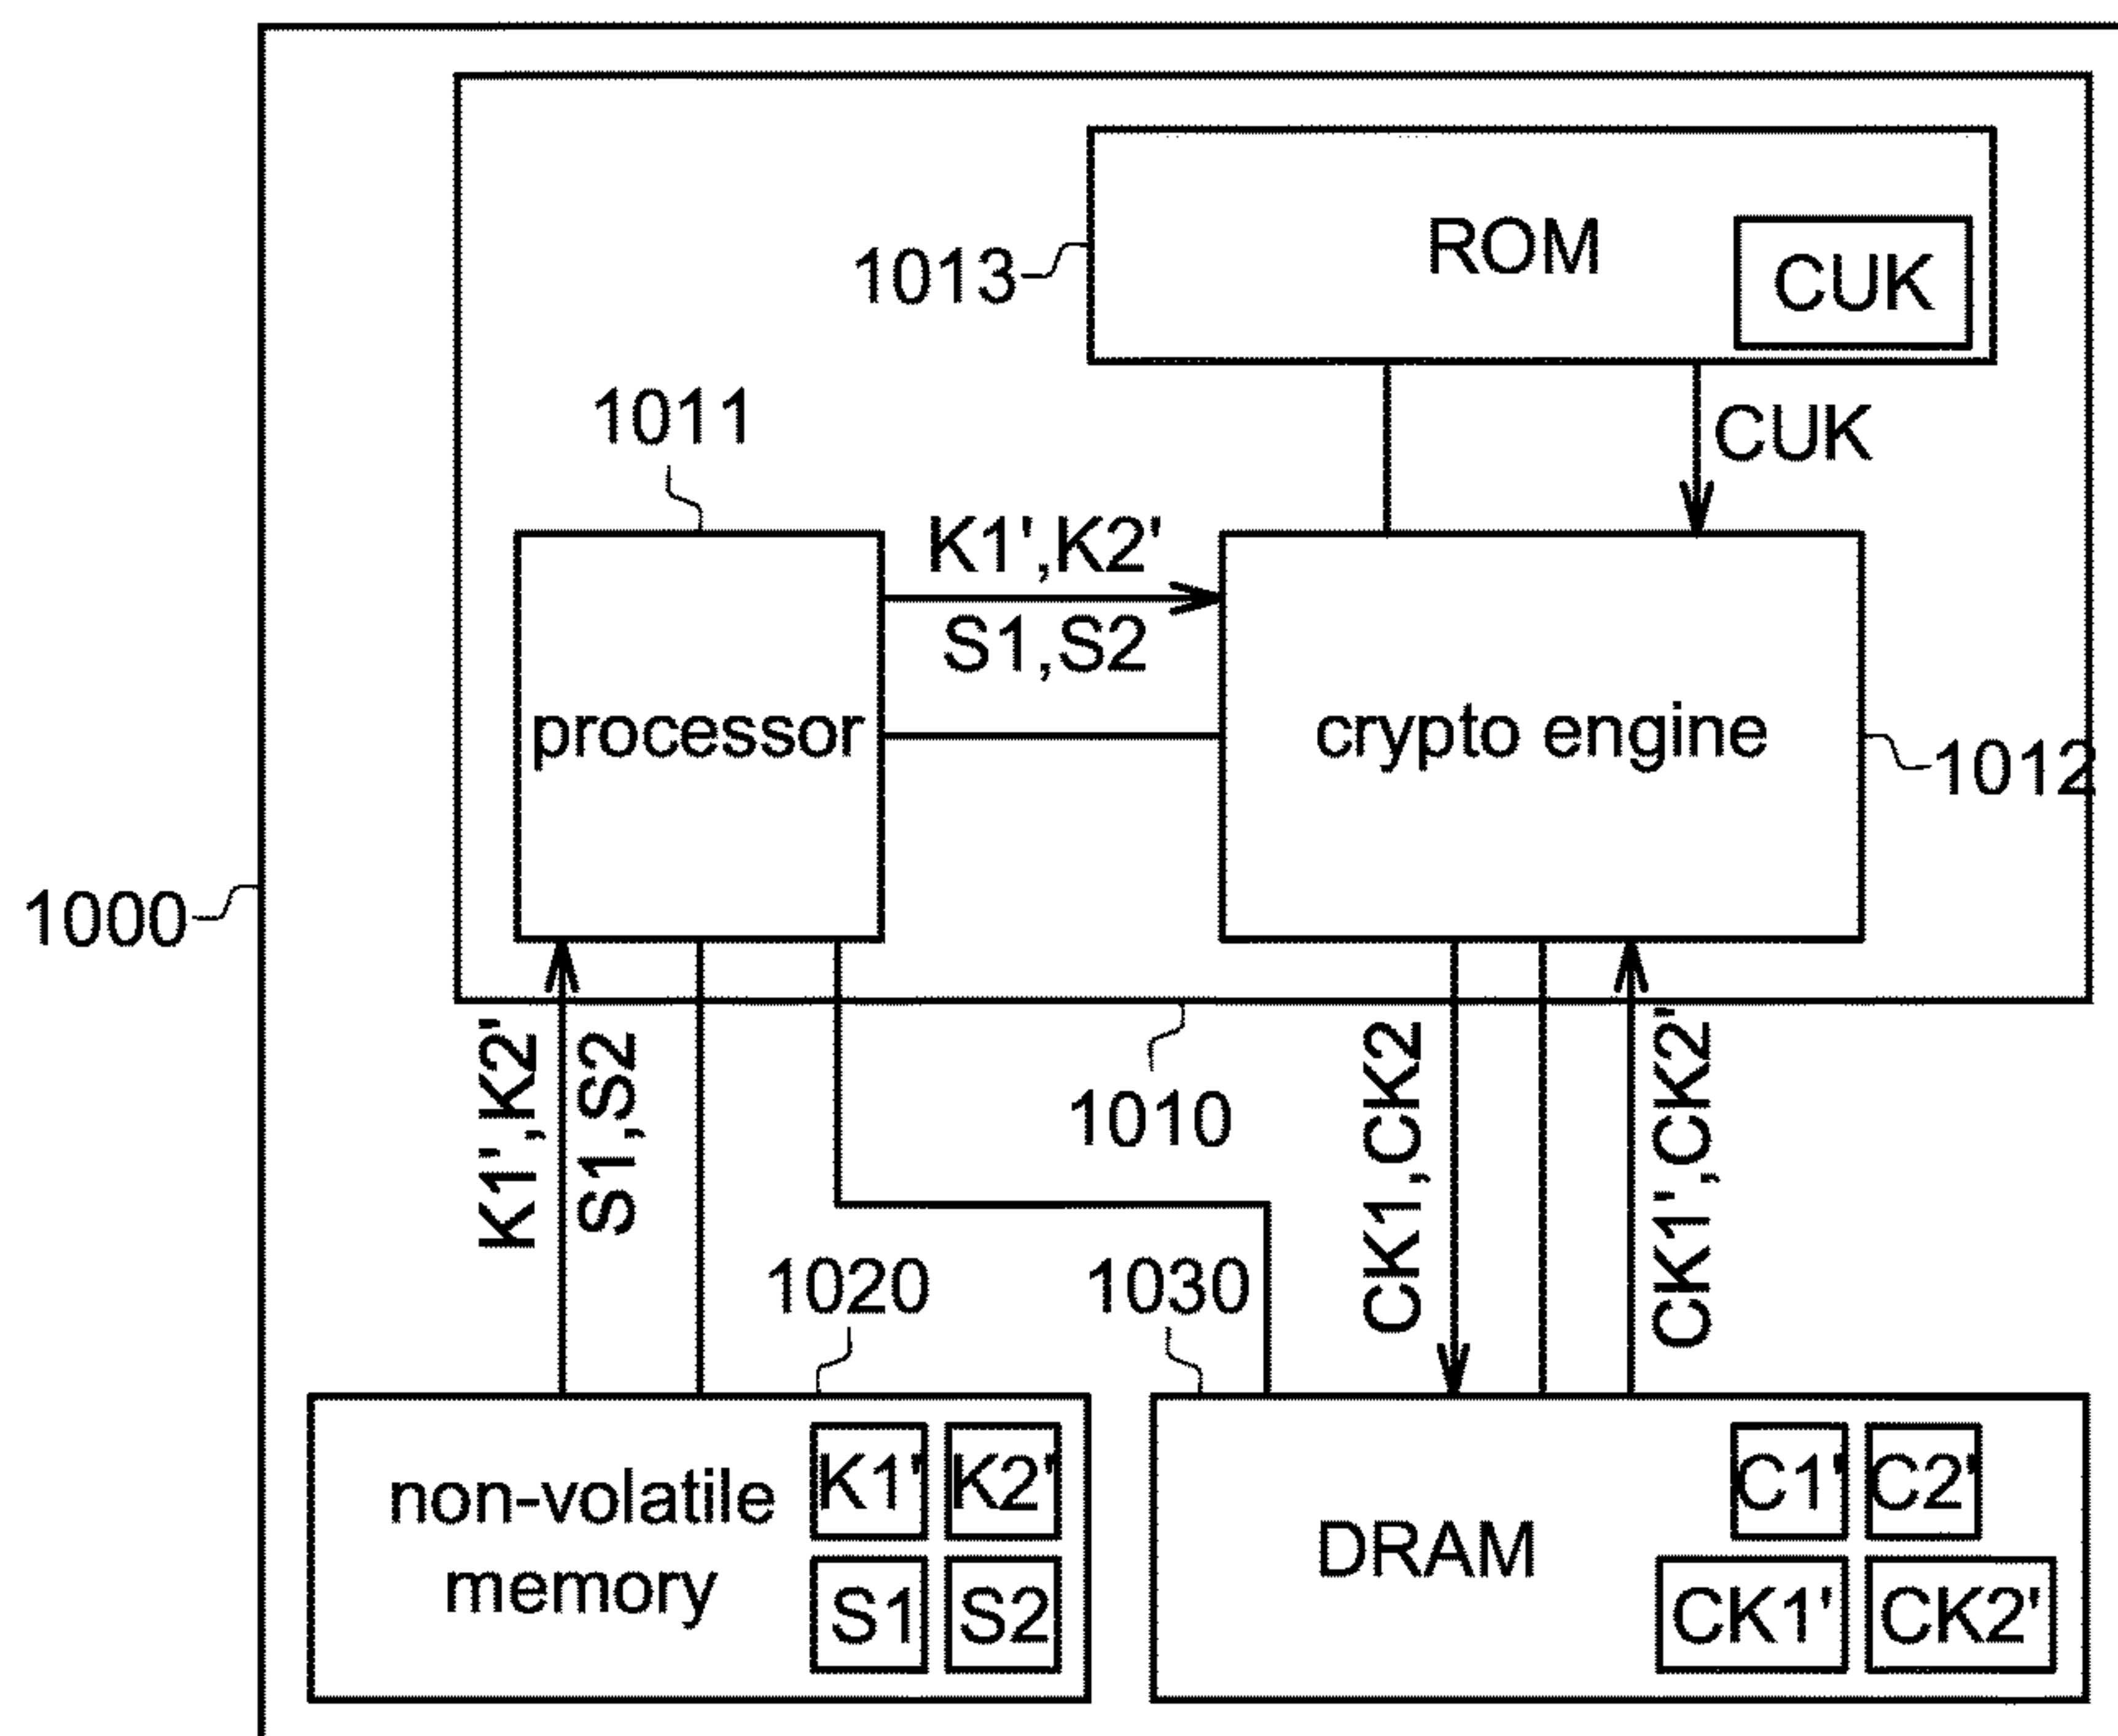 ROM
CUK
1013
CUK
1011
K1',K2'
S1,S2
processor
crypto engine
1012
1000
K1',K2'
S1,S2
1010
CK1,CK2
CK1',CK2'
1020
1030
non-volatile
memory
K1' K2'
S1 S2
DRAM
C1' C2'
CK1' CK2'